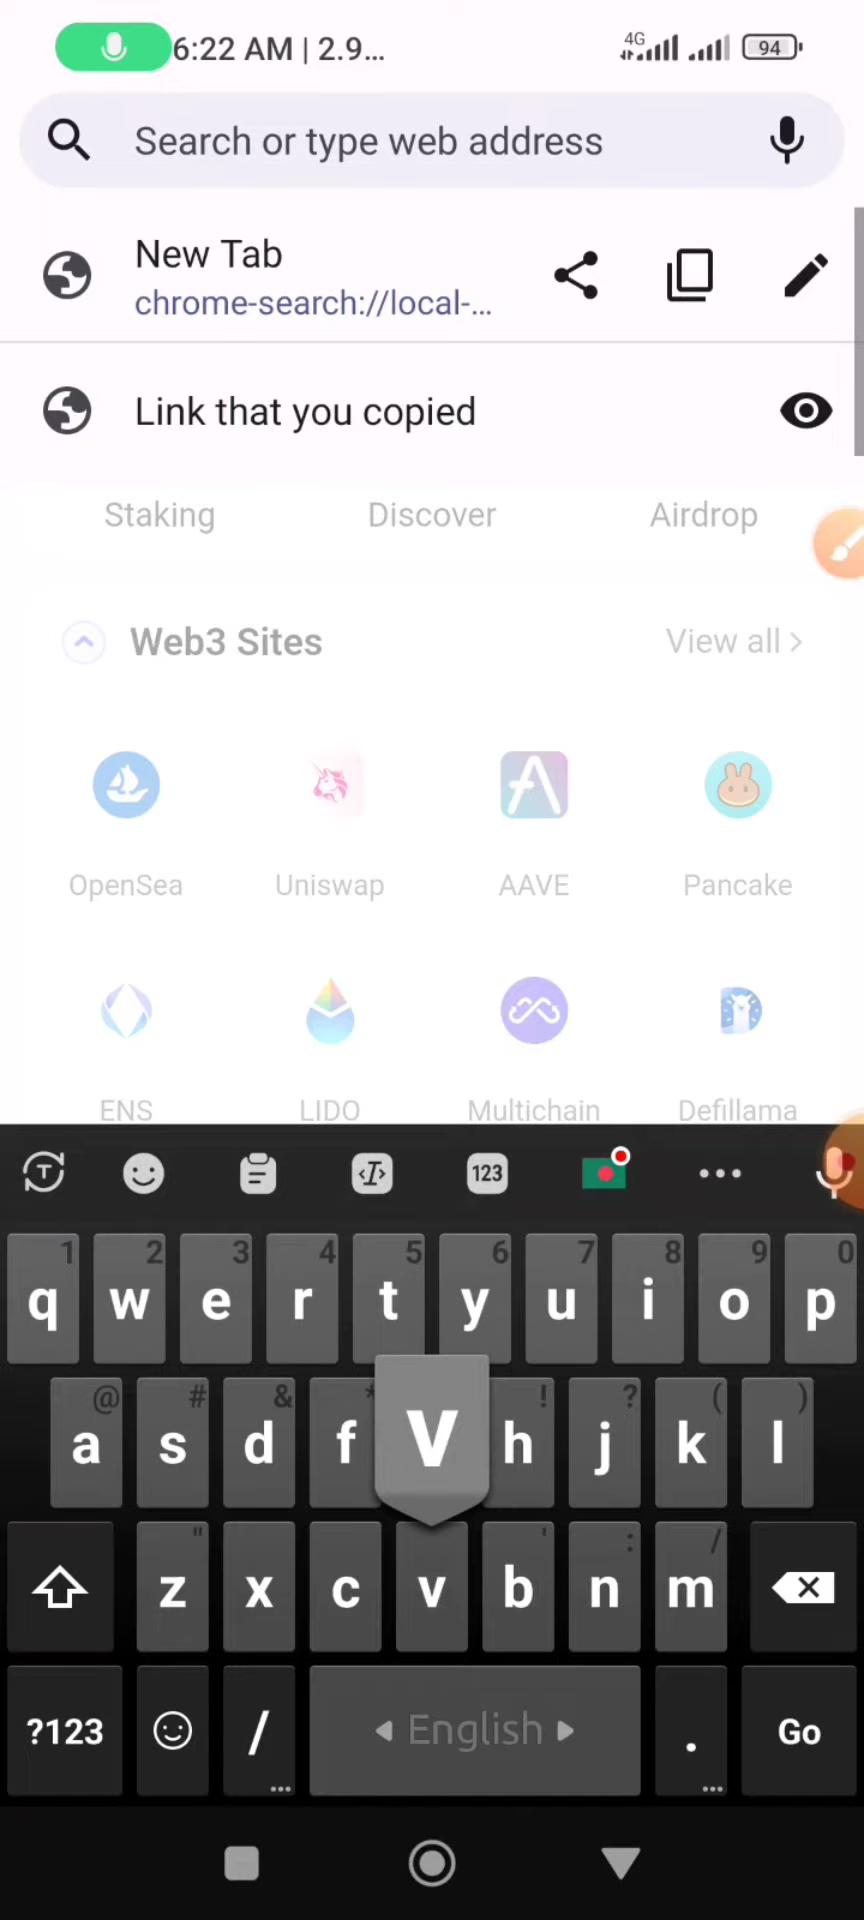 6:22 AM | 2.9...
4G
94
Search or type web address
New Tab
chrome-search://local-...
Link that you copied
Staking Discover Airdrop
Web3 Sites View all >
OpenSea Uniswap AAVE Pancake
ENS LIDO Multichain Defillama
T 123
1 2 3 4 5 6 7 8 9 0
q w e r t y u i o p
@ # & * ! ? ( )
a s d f V h j k l
" ' : /
z x c v b n m
?123 / English . Go